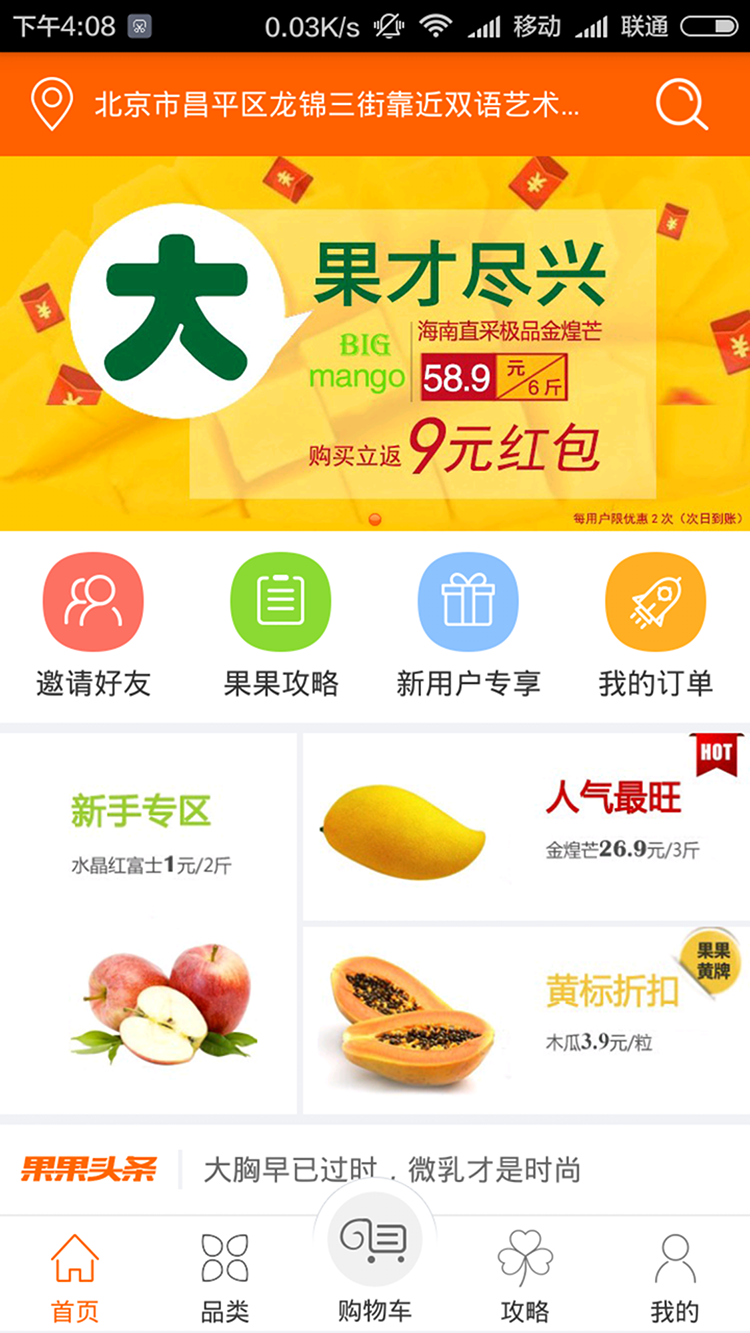 下午4:08 0.03K/s 移动 联通
北京市昌平区龙锦三街靠近双语艺术...
大
果才尽兴
BIG
mango
海南直采极品金煌芒
58.9 元/6斤
购买立返9元红包
每用户限优惠2次（次日到账）
邀请好友 果果攻略 新用户专享 我的订单
新手专区
水晶红富士1元/2斤
HOT
人气最旺
金煌芒26.9元/3斤
果果
黄牌
黄标折扣
木瓜3.9元/粒
果果头条 大胸早已过时，微乳才是时尚
首页 品类 购物车 攻略 我的